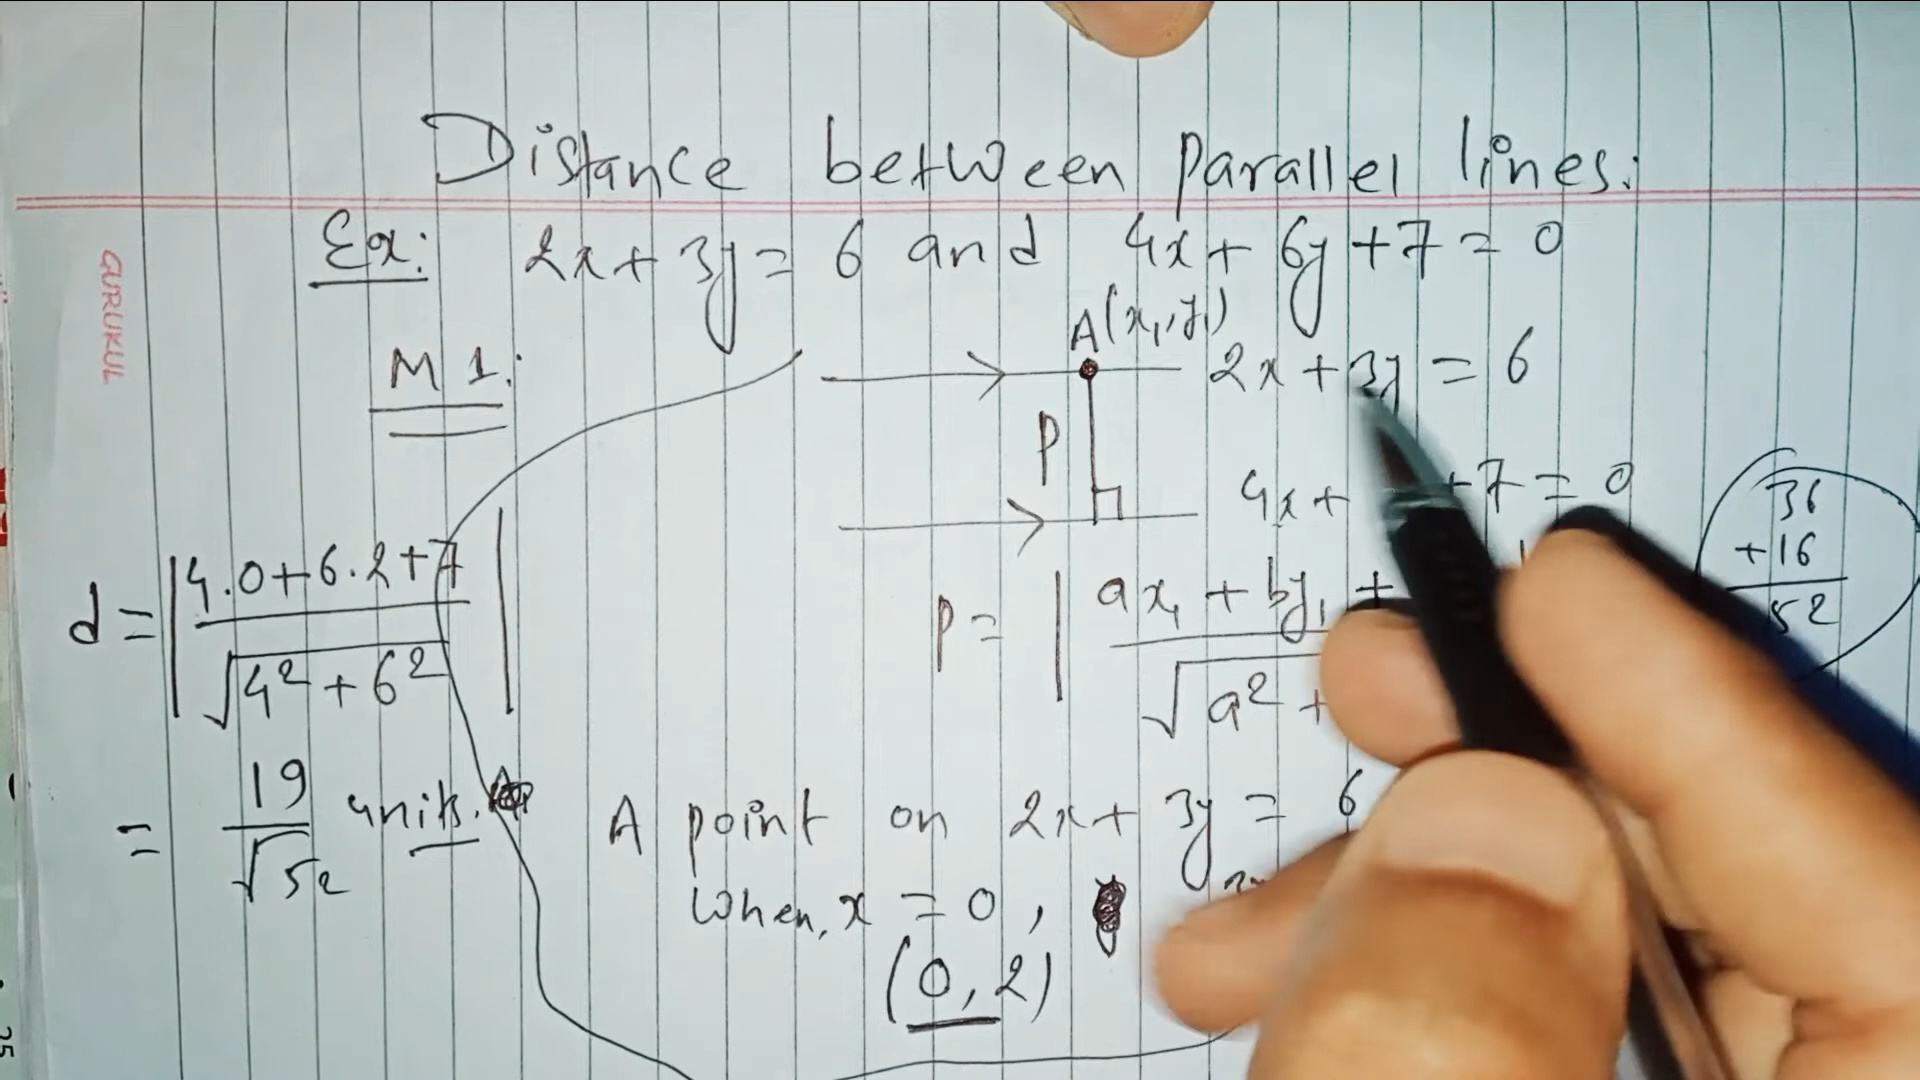 Distance between parallel lines:
Ex: 2x + 3y = 6 and 4x + 6y + 7 = 0
GURUKUL
M 1:
A(x₁, y₁)
2x + 3y = 6
P
4x + +7 = 0
36
+16
52
d = |4.0+6.2+7 / √4² + 6²|
P = | ax₁ + by₁ + / √a² +
= 19/√52 units.
A point on 2x + 3y = 6
When, x = 0,
(0, 2)
25